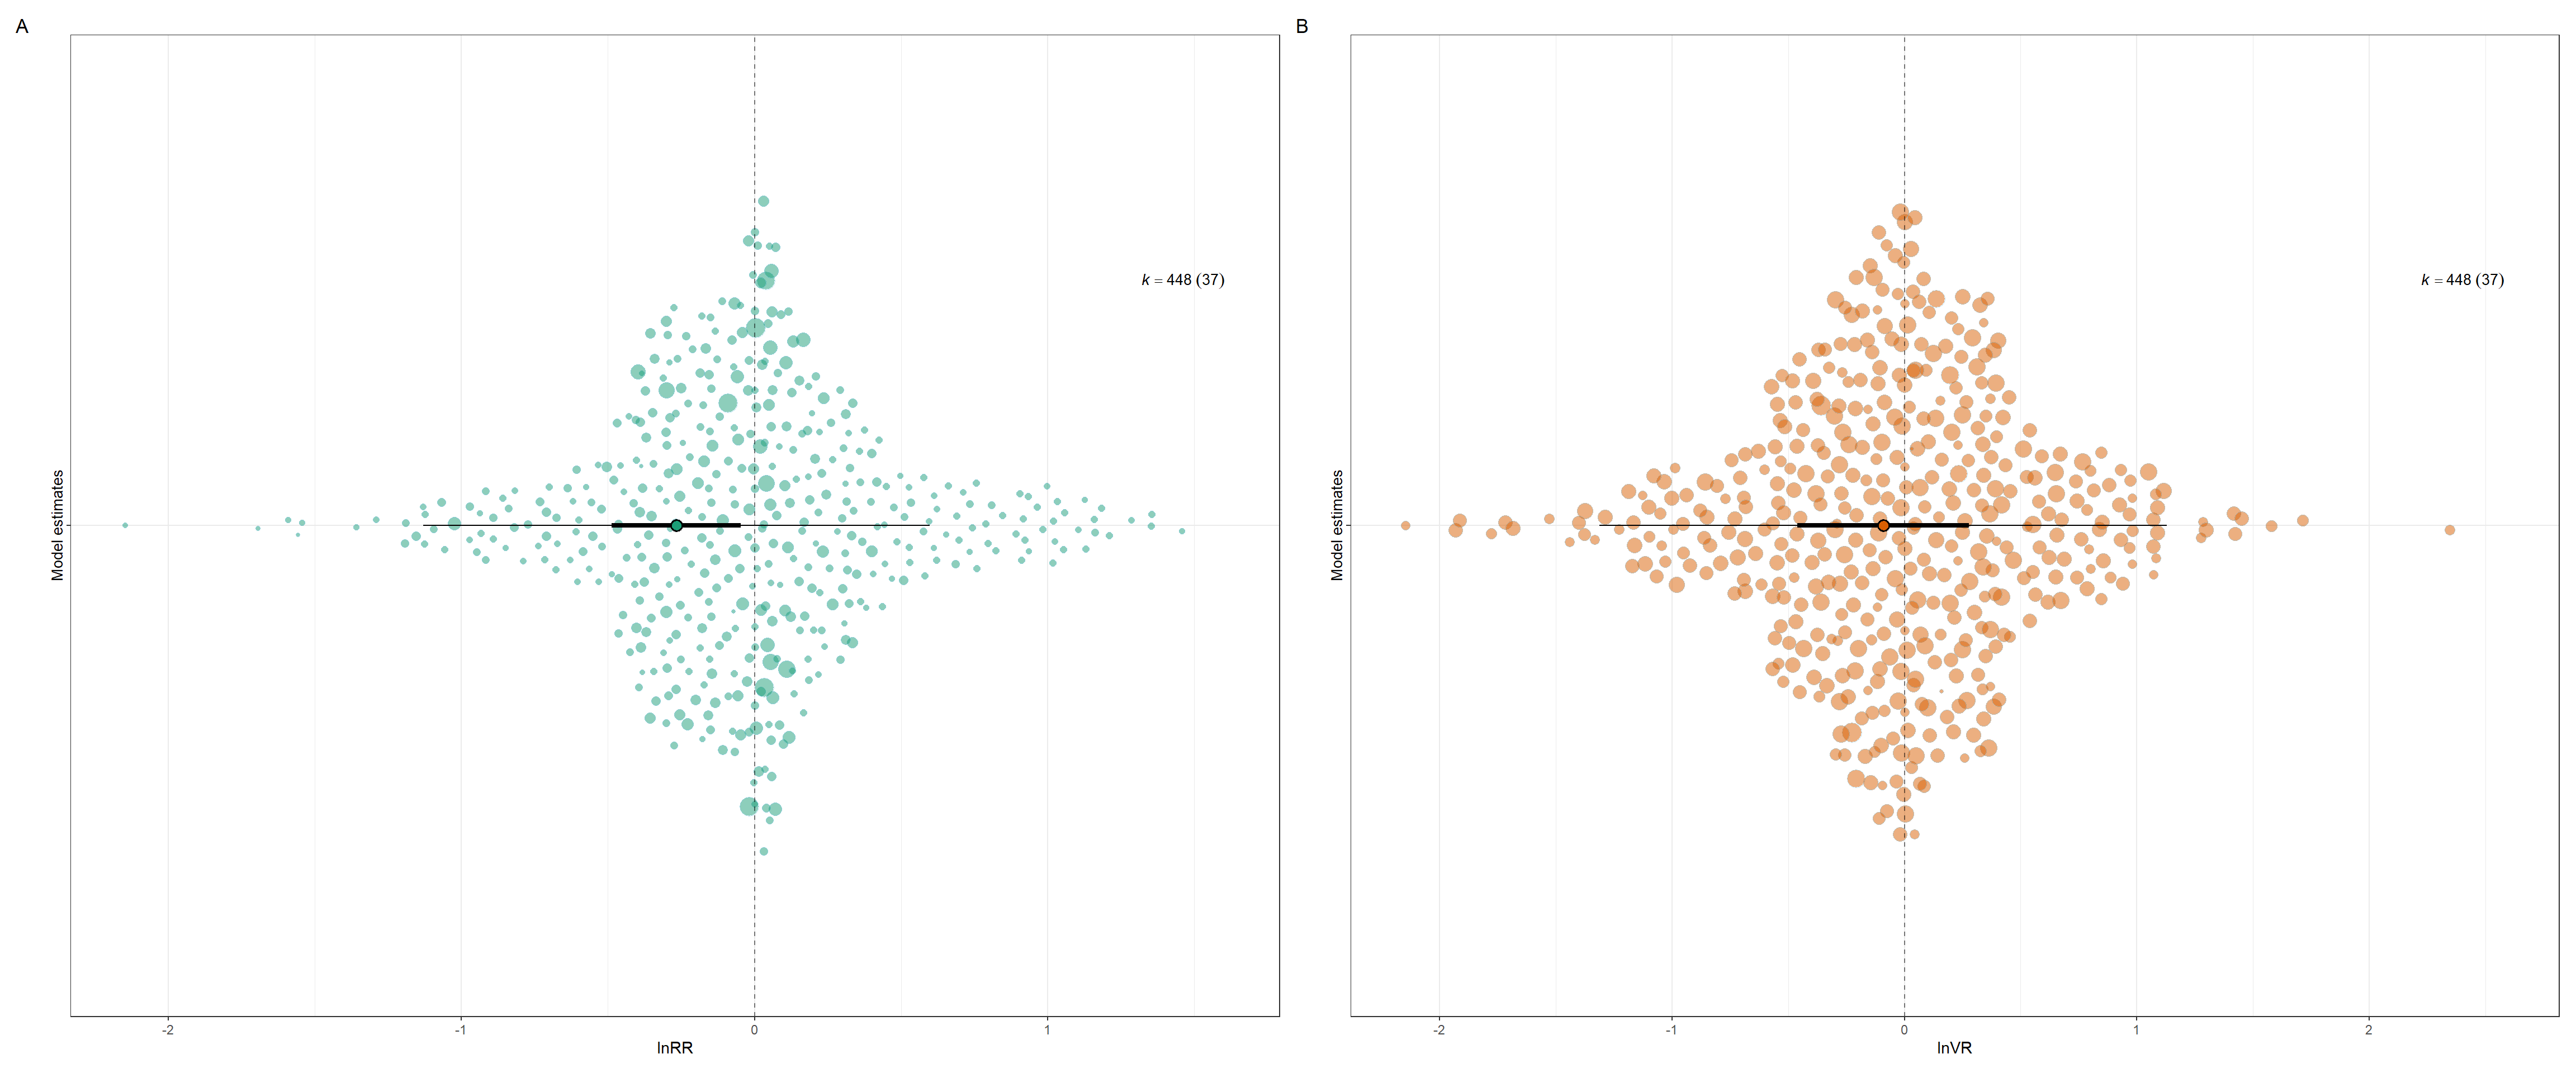 A
k = 448 (37)
Model estimates
-2 -1 0 1
lnRR
B
k = 448 (37)
Model estimates
-2 -1 0 1 2
lnVR